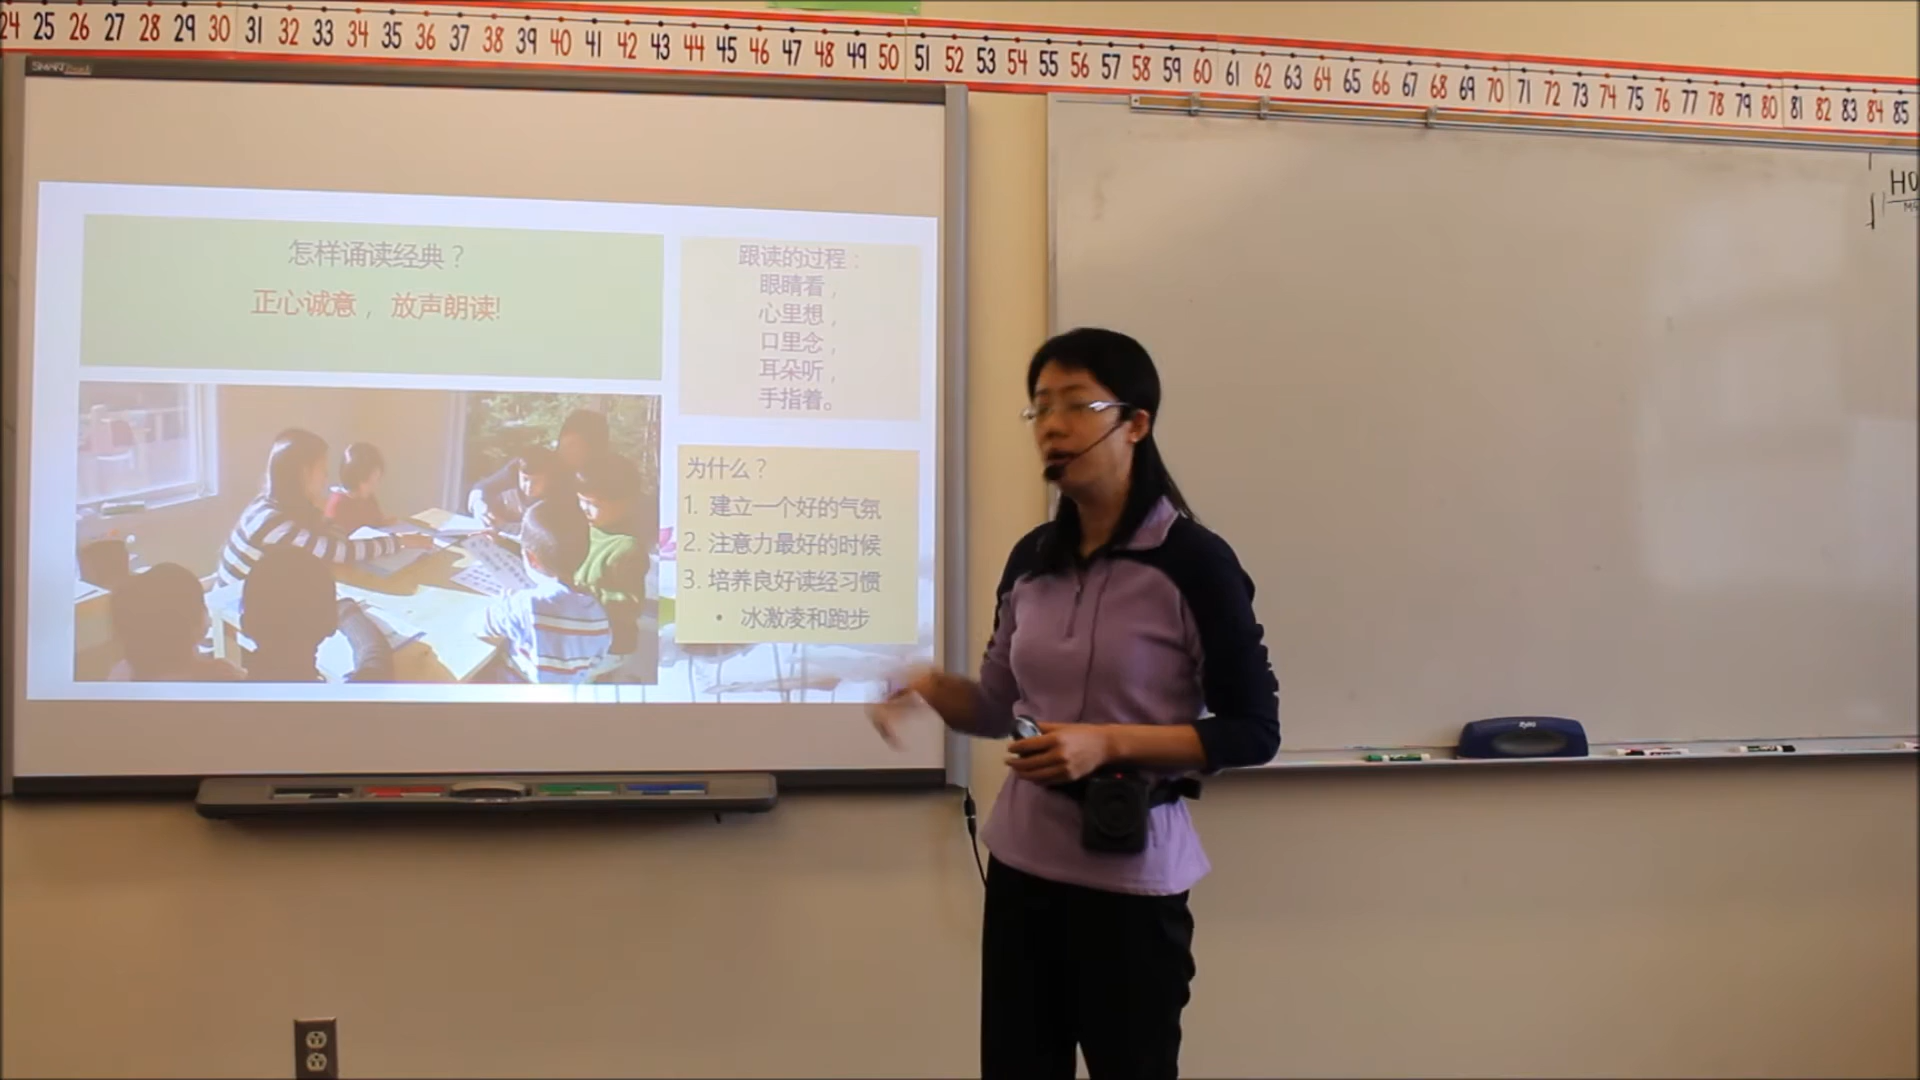 24 25 26 27 28 29 30 31 32 33 34 35 36 37 38 39 40 41 42 43 44 45 46 47 48 49 50 51 52 53 54 55 56 57 58 59 60 61 62 63 64 65 66 67 68 69 70 71 72 73 74 75 76 77 78 79 80 81 82 83 84 85
SMART
怎样诵读经典？
正心诚意， 放声朗读!
跟读的过程：
眼睛看，
心里想，
口里念，
耳朵听，
手指着。
为什么？
1. 建立一个好的气氛
2. 注意力最好的时候
3. 培养良好读经习惯
• 冰激凌和跑步
HO